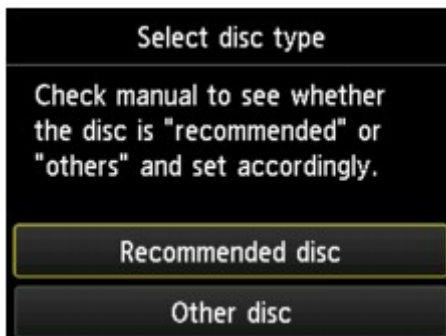 Select disc type
Check manual to see whether
the disc is "recommended" or
"others" and set accordingly.
Recommended disc
Other disc